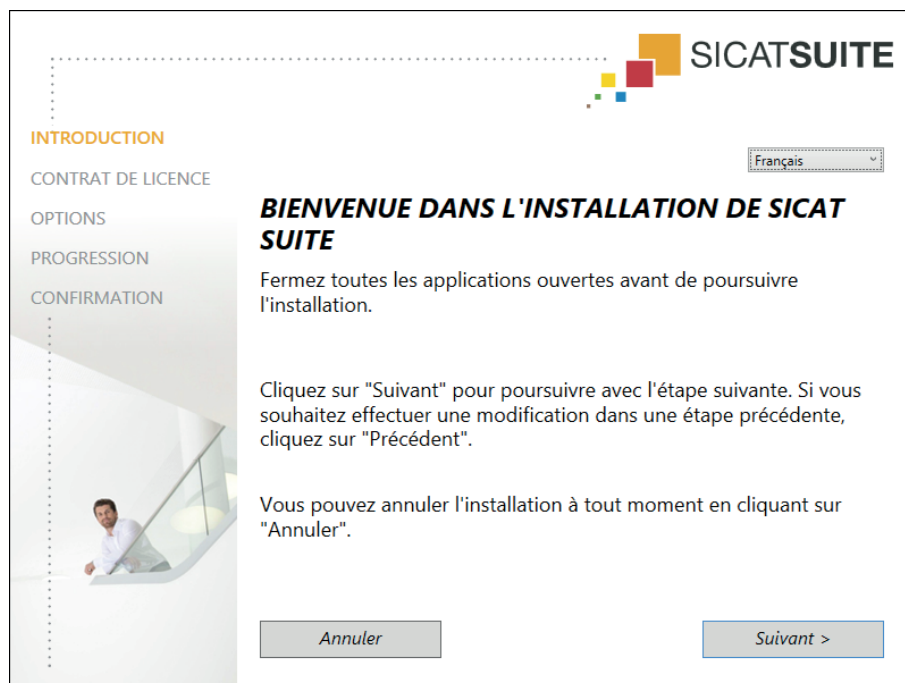 SICATSUITE
INTRODUCTION
CONTRAT DE LICENCE
OPTIONS
PROGRESSION
CONFIRMATION
Français
BIENVENUE DANS L'INSTALLATION DE SICAT
SUITE
Fermez toutes les applications ouvertes avant de poursuivre
l'installation.
Cliquez sur "Suivant" pour poursuivre avec l'étape suivante. Si vous
souhaitez effectuer une modification dans une étape précédente,
cliquez sur "Précédent".
Vous pouvez annuler l'installation à tout moment en cliquant sur
"Annuler".
Annuler
Suivant >